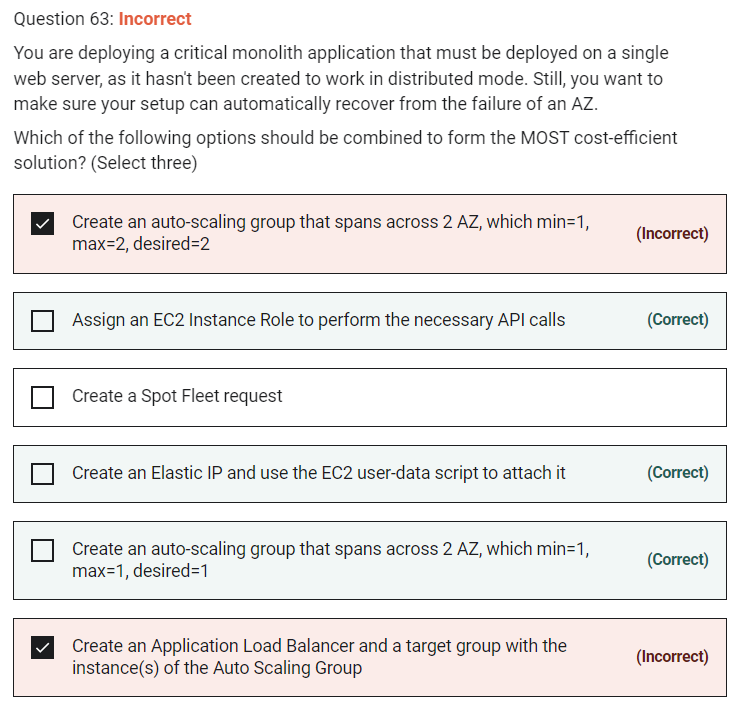 Question 63: Incorrect
You are deploying a critical monolith application that must be deployed on a single
web server, as it hasn't been created to work in distributed mode. Still, you want to
make sure your setup can automatically recover from the failure of an AZ.
Which of the following options should be combined to form the MOST cost-efficient
solution? (Select three)
Create an auto-scaling group that spans across 2 AZ, which min=1,
max=2, desired=2
(Incorrect)
Assign an EC2 Instance Role to perform the necessary API calls
(Correct)
Create a Spot Fleet request
Create an Elastic IP and use the EC2 user-data script to attach it
(Correct)
Create an auto-scaling group that spans across 2 AZ, which min=1,
max=1, desired=1
(Correct)
Create an Application Load Balancer and a target group with the
instance(s) of the Auto Scaling Group
(Incorrect)